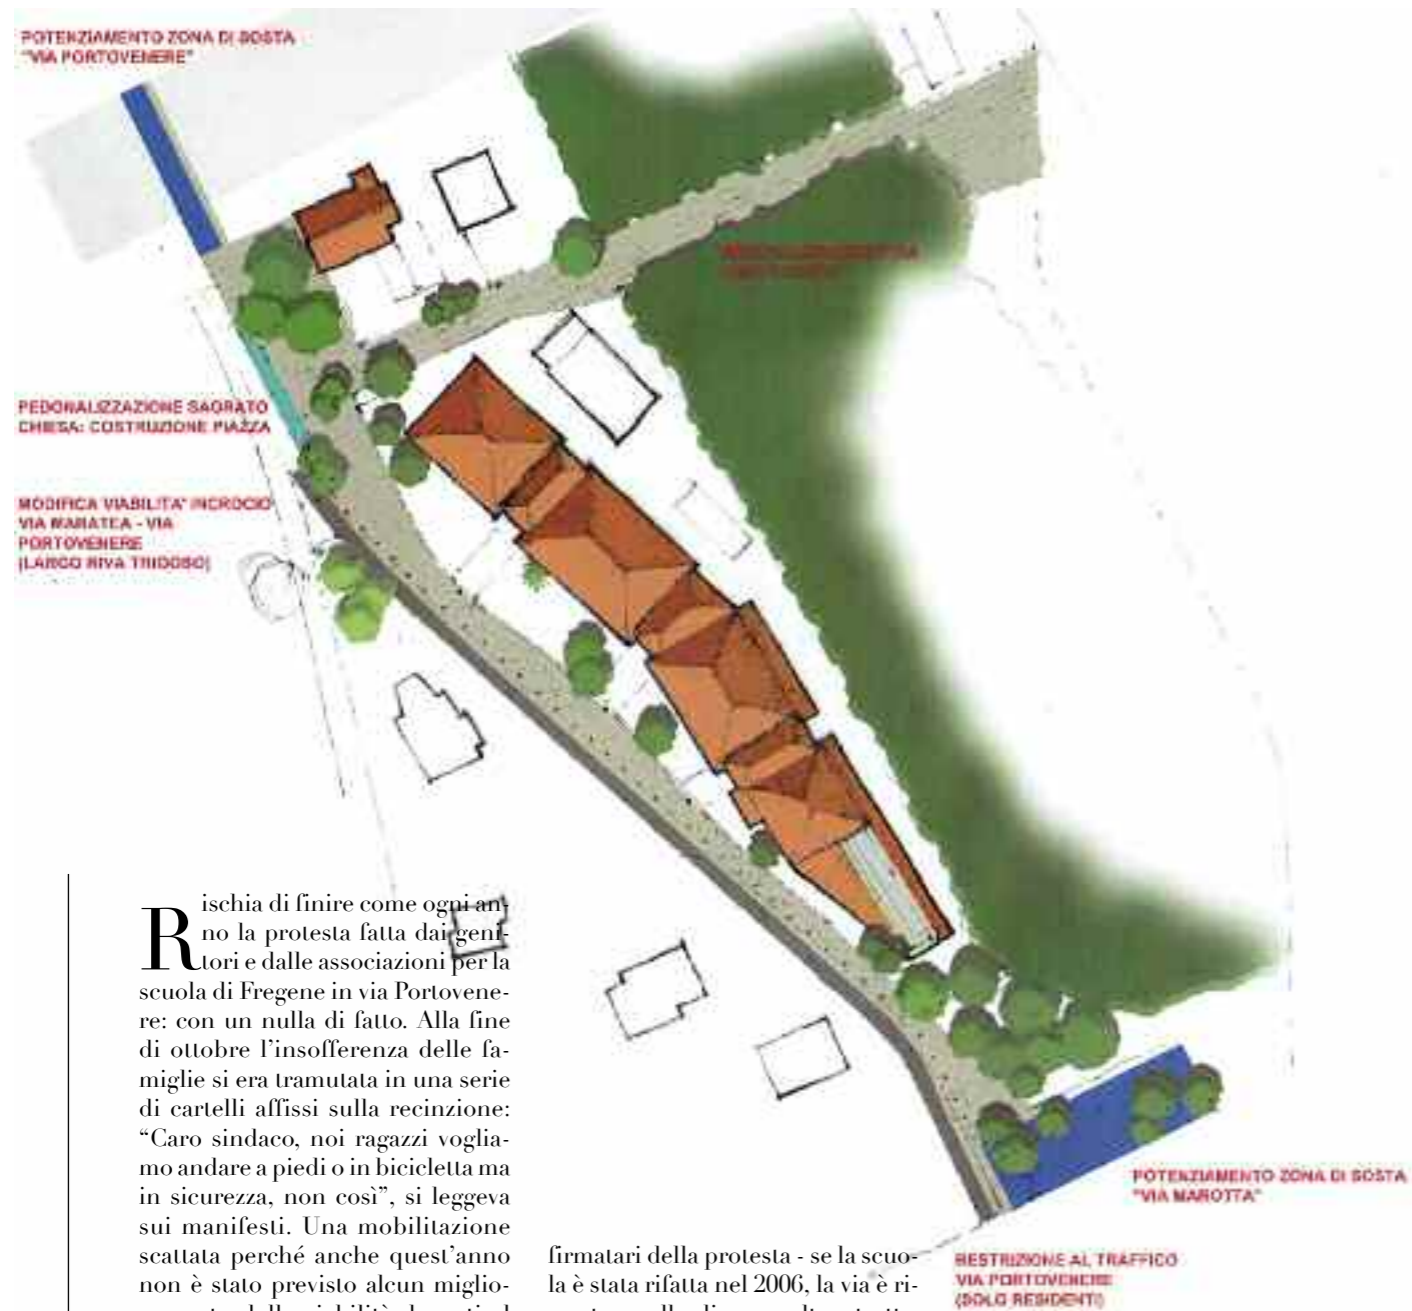 POTENZIAMENTO ZONA DI SOSTA
"VIA PORTOVENERE"
PEDONALIZZAZIONE SAGRATO
CHIESA: COSTRUZIONE PIAZZA
MODIFICA VIABILITA' INCROCIO
VIA MARATEA - VIA
PORTOVENERE
(LARGO RIVA TRIGOSO)
Rischia di finire come ogni an-
no la protesta fatta dai geni-
tori e dalle associazioni per la
scuola di Fregene in via Portovene-
re: con un nulla di fatto. Alla fine
di ottobre l'insofferenza delle fa-
miglie si era tramutata in una serie
di cartelli affissi sulla recinzione:
“Caro sindaco, noi ragazzi voglia-
mo andare a piedi o in bicicletta ma
in sicurezza, non così”, si leggeva
sui manifesti. Una mobilitazione
scattata perché anche quest'anno
non è stato previsto alcun miglio-
firmatari della protesta - se la scuo-
la è stata rifatta nel 2006, la via è ri-
POTENZIAMENTO ZONA DI SOSTA
"VIA MAROTTA"
RESTRIZIONE AL TRAFFICO
VIA PORTOVENERE
(SOLO RESIDENTI)